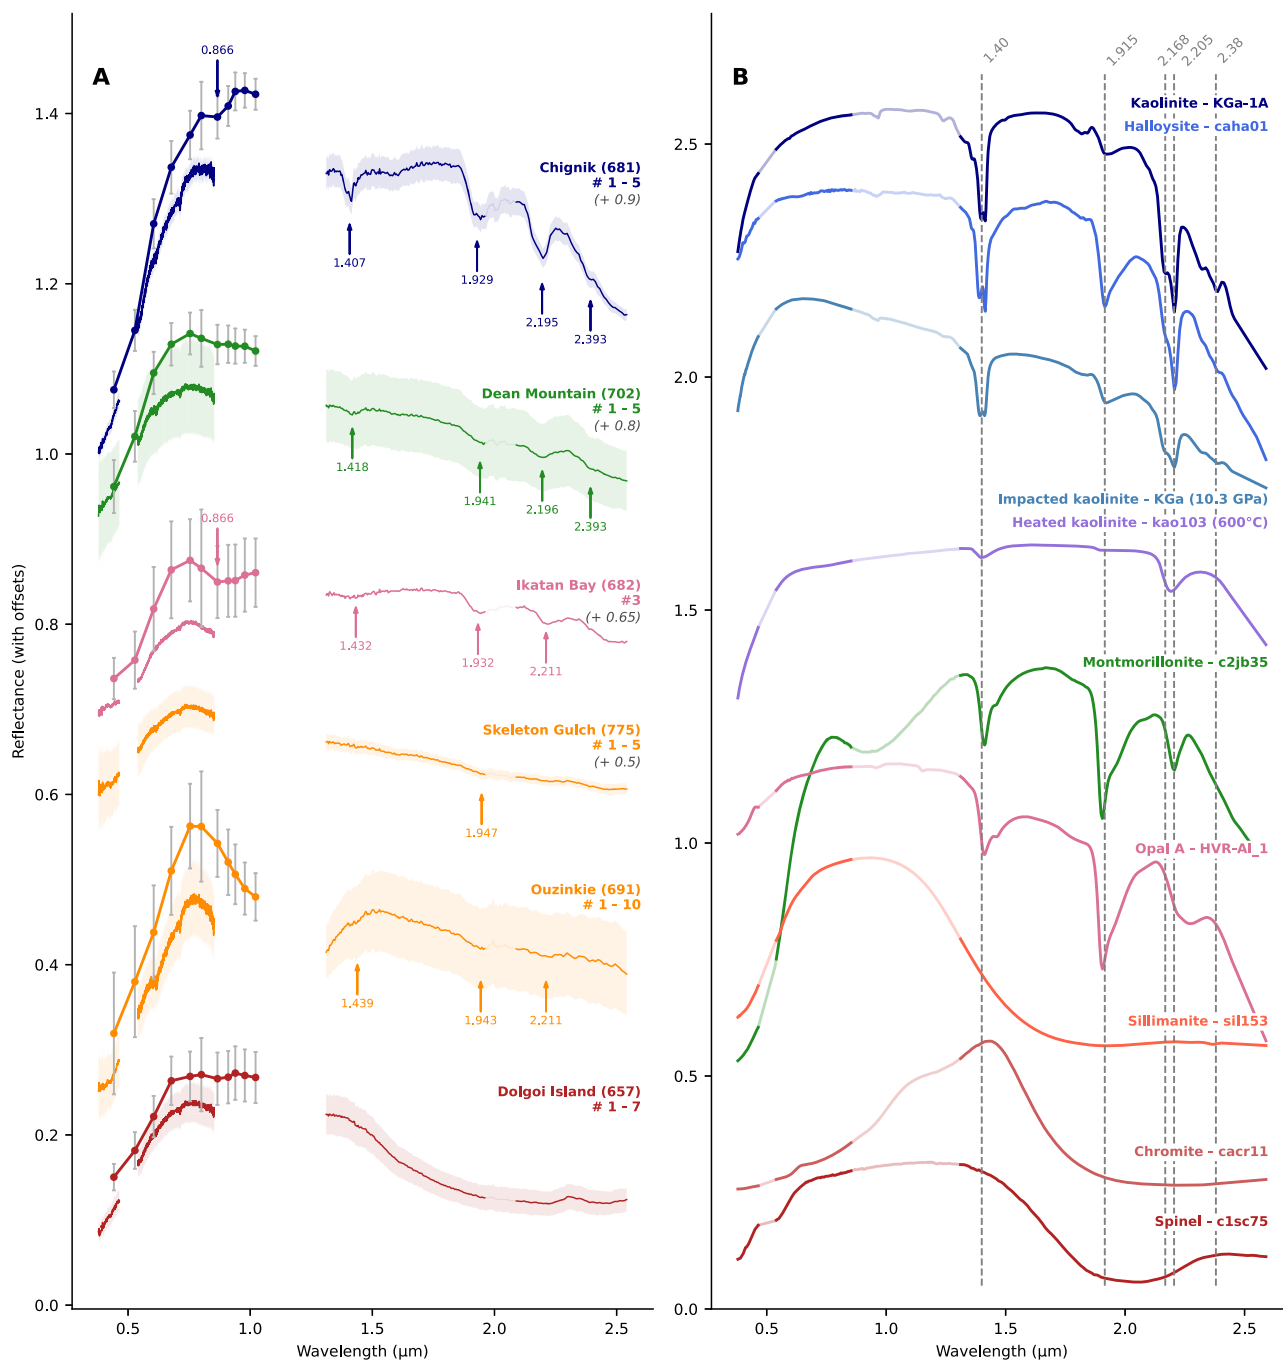 A
0.866
Chignik (681)
# 1 - 5
(+ 0.9)
1.407
1.929
2.195
2.393
Dean Mountain (702)
# 1 - 5
(+ 0.8)
1.418
1.941
2.196
2.393
0.866
Ikatan Bay (682)
#3
(+ 0.65)
1.432
1.932
2.211
Skeleton Gulch (775)
# 1 - 5
(+ 0.5)
1.947
Ouzinkie (691)
# 1 - 10
1.439
1.943
2.211
Dolgoi Island (657)
# 1 - 7
Reflectance (with offsets)
1.4
1.2
1.0
0.8
0.6
0.4
0.2
0.0
0.5
1.0
1.5
2.0
2.5
Wavelength (μm)
B
1.40
1.915
2.168
2.205
2.38
Kaolinite - KGa-1A
Halloysite - caha01
Impacted kaolinite - KGa (10.3 GPa)
Heated kaolinite - kao103 (600°C)
Montmorillonite - c2jb35
Opal A - HVR-Al_1
Sillimanite - sil153
Chromite - cacr11
Spinel - c1sc75
2.5
2.0
1.5
1.0
0.5
0.0
0.5
1.0
1.5
2.0
2.5
Wavelength (μm)